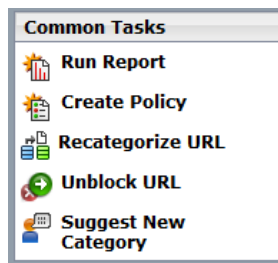 Common Tasks
Run Report
Create Policy
Recategorize URL
Unblock URL
Suggest New
Category